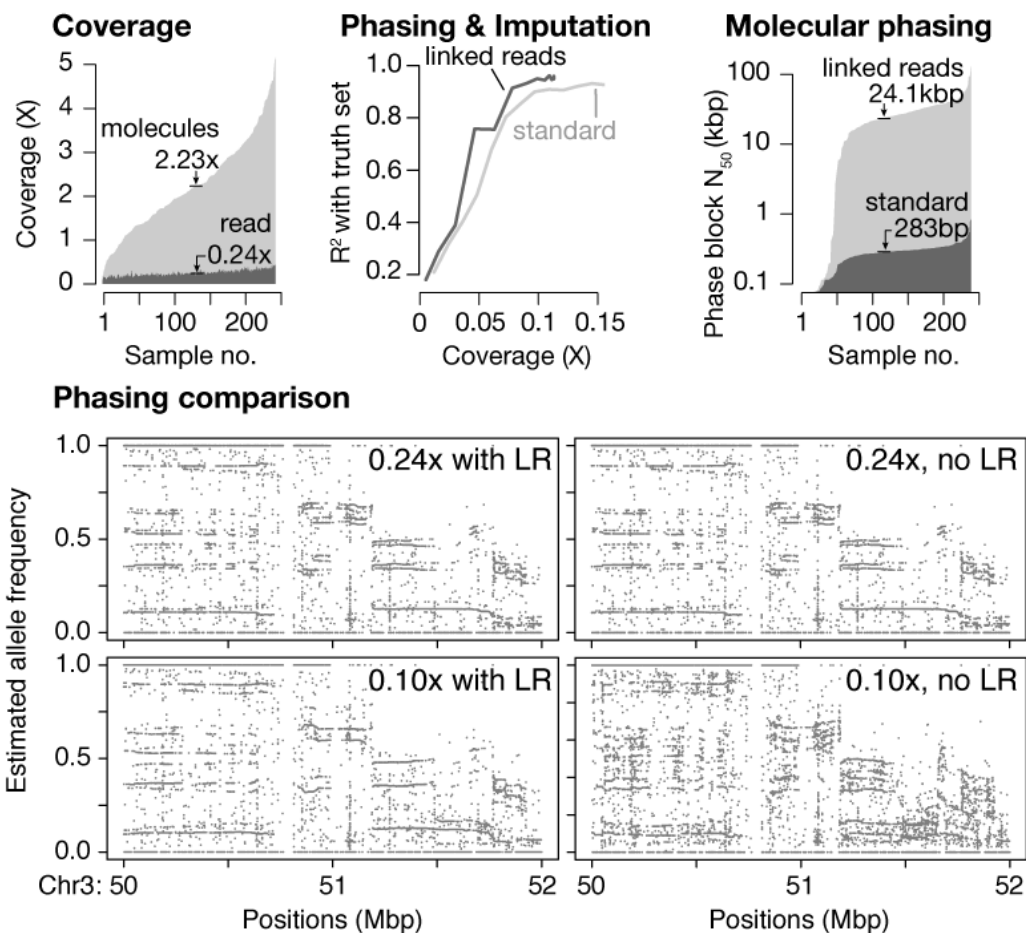 Coverage
Coverage (X)
5
4
3
2
1
0
molecules
2.23x
read
0.24x
1 100 200
Sample no.
Phasing & Imputation
R² with truth set
1.0
0.8
0.6
0.4
0.2
linked reads
standard
0 0.05 0.1 0.15
Coverage (X)
Molecular phasing
Phase block N₅₀ (kbp)
100
10
1
0.1
linked reads
24.1kbp
standard
283bp
1 100 200
Sample no.
Phasing comparison
Estimated allele frequency
1.0
0.5
0.0
0.24x with LR
0.24x, no LR
1.0
0.5
0.0
0.10x with LR
0.10x, no LR
Chr3: 50 51 52 50 51 52
Positions (Mbp) Positions (Mbp)